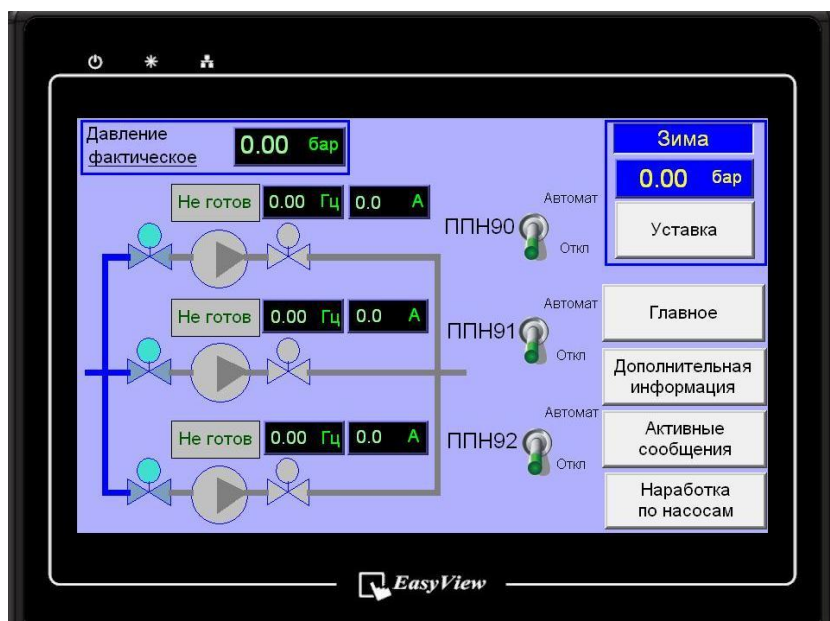 Давление
фактическое
0.00 бар
Зима
0.00 бар
Уставка
Не готов 0.00 Гц 0.0 А
ППН90
Автомат
Откл
Не готов 0.00 Гц 0.0 А
ППН91
Автомат
Откл
Не готов 0.00 Гц 0.0 А
ППН92
Автомат
Откл
Главное
Дополнительная
информация
Активные
сообщения
Наработка
по насосам
EasyView